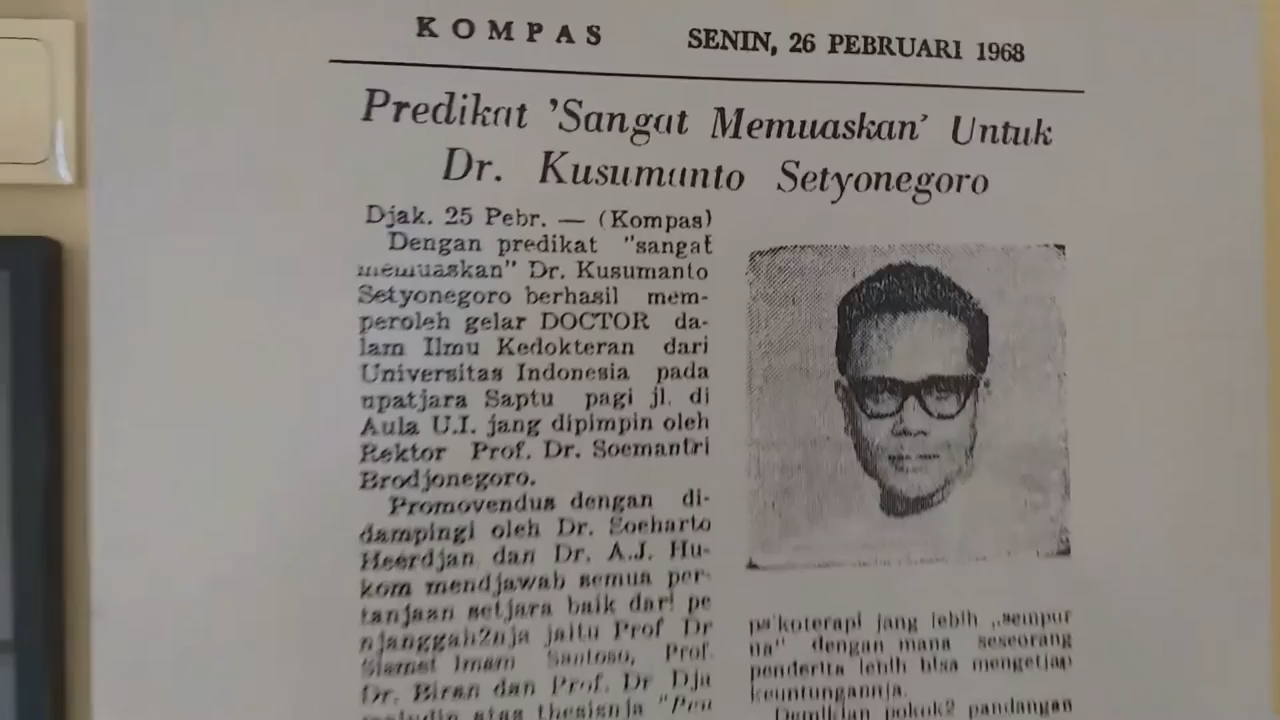 KOMPAS SENIN, 26 PEBRUARI 1968
Predikat 'Sangat Memuaskan' Untuk
Dr. Kusumanto Setyonegoro
Djak. 25 Pebr. — (Kompas)
Dengan predikat "sangat
memuaskan" Dr. Kusumanto
Setyonegoro berhasil mem-
peroleh gelar DOCTOR da-
lam Ilmu Kedokteran dari
Universitas Indonesia pada
upatjara Saptu pagi jl. di
Aula U.I. jang dipimpin oleh
Rektor Prof. Dr. Soemantri
Brodjonegoro.
Promovendus dengan di-
dampingi oleh Dr. Soeharto
Heerdjan dan Dr. A.J. Hu-
kom mendjawab semua per-
tanjaan setjara baik dari pe
njanggah2nja jaitu Prof Dr
Slamet Imam Santoso, Prof.
Dr. Biran dan Prof. Dr Dja
atas thesisnja "Pen
psikoterapi jang lebih „sempur
na" dengan mana seseorang
penderita lebih bisa mengetjap
keuntungannja.
Demikian pokok2 pandangan